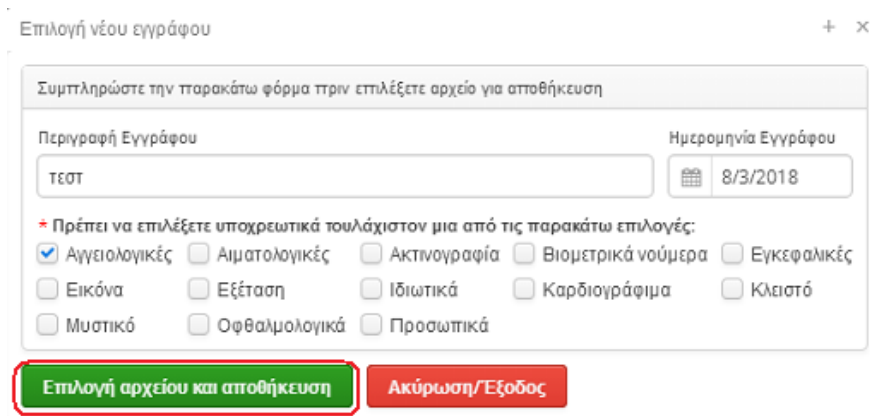 Επιλογή νέου εγγράφου
Συμπληρώστε την παρακάτω φόρμα πριν επιλέξετε αρχείο για αποθήκευση
Περιγραφή Εγγράφου Ημερομηνία Εγγράφου
τεστ 8/3/2018
* Πρέπει να επιλέξετε υποχρεωτικά τουλάχιστον μια από τις παρακάτω επιλογές:
Αγγειολογικές Αιματολογικές Ακτινογραφία Βιομετρικά νούμερα Εγκεφαλικές
Εικόνα Εξέταση Ιδιωτικά Καρδιογράφιμα Κλειστό
Μυστικό Οφθαλμολογικά Προσωπικά
Επιλογή αρχείου και αποθήκευση Ακύρωση/Έξοδος